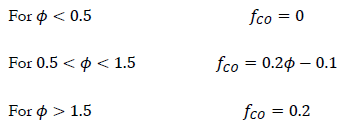 For 𝜙 < 0.5 f_CO = 0
For 0.5 < 𝜙 < 1.5 f_CO = 0.2𝜙 − 0.1
For 𝜙 > 1.5 f_CO = 0.2